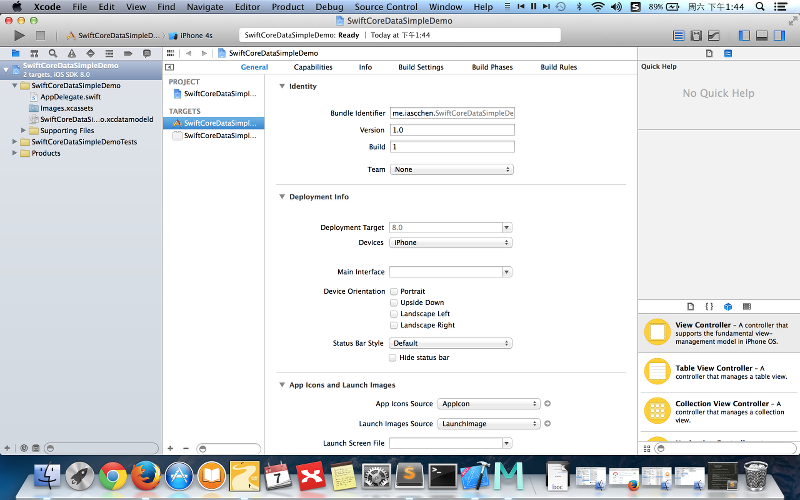 Xcode File Edit View Find Navigate Editor Product Debug Source Control Window Help 89% 周六 下午1:44
SwiftCoreDataSimpleDemo
SwiftCoreDataSimpleD... iPhone 4s
SwiftCoreDataSimpleDemo: Ready | Today at 下午1:44
SwiftCoreDataSimpleDemo
2 targets, iOS SDK 8.0
SwiftCoreDataSimpleDemo
AppDelegate.swift
Images.xcassets
SwiftCoreDataSi...o.xcdatamodeld
Supporting Files
SwiftCoreDataSimpleDemoTests
Products
SwiftCoreDataSimpleDemo
General Capabilities Info Build Settings Build Phases Build Rules
PROJECT
SwiftCoreDataSimpl...
TARGETS
SwiftCoreDataSimpl...
SwiftCoreDataSimpl...
Identity
Bundle Identifier me.iascchen.SwiftCoreDataSimpleDe
Version 1.0
Build 1
Team None
Deployment Info
Deployment Target 8.0
Devices iPhone
Main Interface
Device Orientation Portrait
Upside Down
Landscape Left
Landscape Right
Status Bar Style Default
Hide status bar
App Icons and Launch Images
App Icons Source AppIcon
Launch Images Source LaunchImage
Launch Screen File
Quick Help
No Quick Help
View Controller - A controller that
supports the fundamental view-
management model in iPhone OS.
Table View Controller - A
controller that manages a table view.
Collection View Controller - A
controller that manages a collection
view.
7